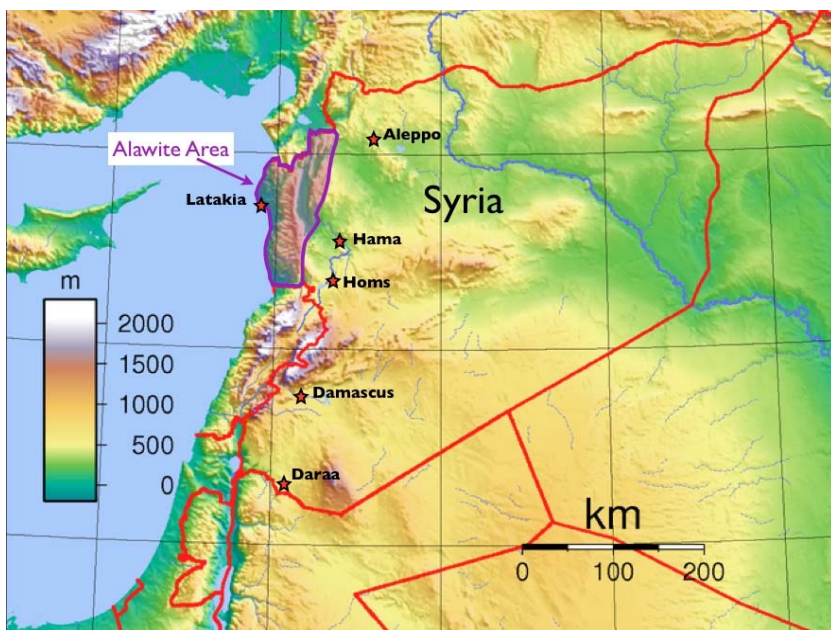 Aleppo
Alawite Area
Latakia
Syria
Hama
Homs
m
2000
1500
1000
500
0
Damascus
Daraa
km
0 100 200